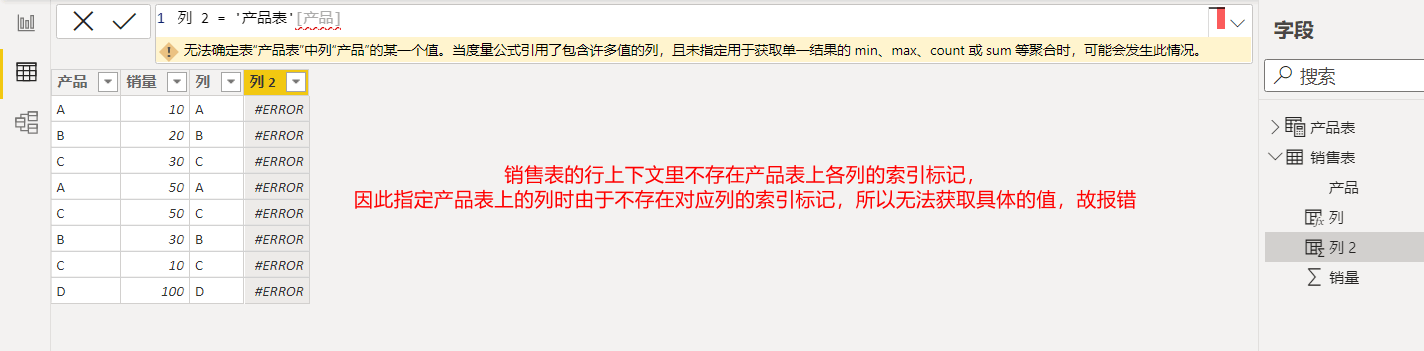 1 列 2 = '产品表'[产品]
无法确定表“产品表”中列“产品”的某一个值。当度量公式引用了包含许多值的列，且未指定用于获取单一结果的 min、max、count 或 sum 等聚合时，可能会发生此情况。
产品 销量 列 列 2
A 10 A #ERROR
B 20 B #ERROR
C 30 C #ERROR
A 50 A #ERROR
C 50 C #ERROR
B 30 B #ERROR
C 10 C #ERROR
D 100 D #ERROR
销售表的行上下文里不存在产品表上各列的索引标记，
因此指定产品表上的列时由于不存在对应列的索引标记，所以无法获取具体的值，故报错
字段
搜索
产品表
销售表
产品
列
列 2
销量